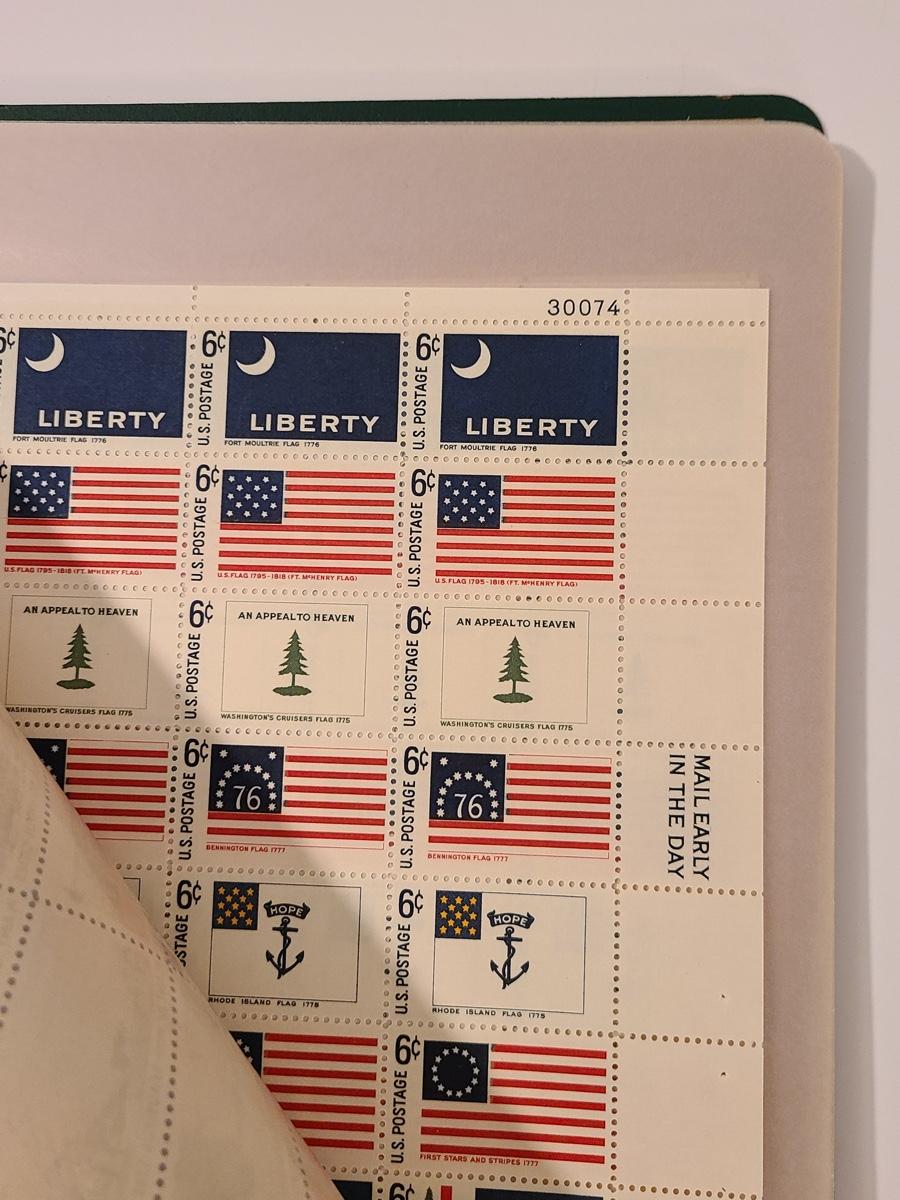 30074
6¢ U.S. POSTAGE LIBERTY FORT MOULTRIE FLAG 1776
6¢ U.S. POSTAGE LIBERTY FORT MOULTRIE FLAG 1776
6¢ U.S. POSTAGE LIBERTY FORT MOULTRIE FLAG 1776
¢ U.S. FLAG 1795-1818 (FT. McHENRY FLAG)
6¢ U.S. POSTAGE U.S. FLAG 1795-1818 (FT. McHENRY FLAG)
6¢ U.S. POSTAGE U.S. FLAG 1795-1818 (FT. McHENRY FLAG)
AN APPEAL TO HEAVEN WASHINGTON'S CRUISERS FLAG 1775
6¢ U.S. POSTAGE AN APPEAL TO HEAVEN WASHINGTON'S CRUISERS FLAG 1775
6¢ U.S. POSTAGE AN APPEAL TO HEAVEN WASHINGTON'S CRUISERS FLAG 1775
6¢ U.S. POSTAGE 76 BENNINGTON FLAG 1777
6¢ U.S. POSTAGE 76 BENNINGTON FLAG 1777
MAIL EARLY
IN THE DAY
6¢ STAGE HOPE RHODE ISLAND FLAG 1775
6¢ U.S. POSTAGE HOPE RHODE ISLAND FLAG 1775
6¢ U.S. POSTAGE FIRST STARS AND STRIPES 1777
6¢